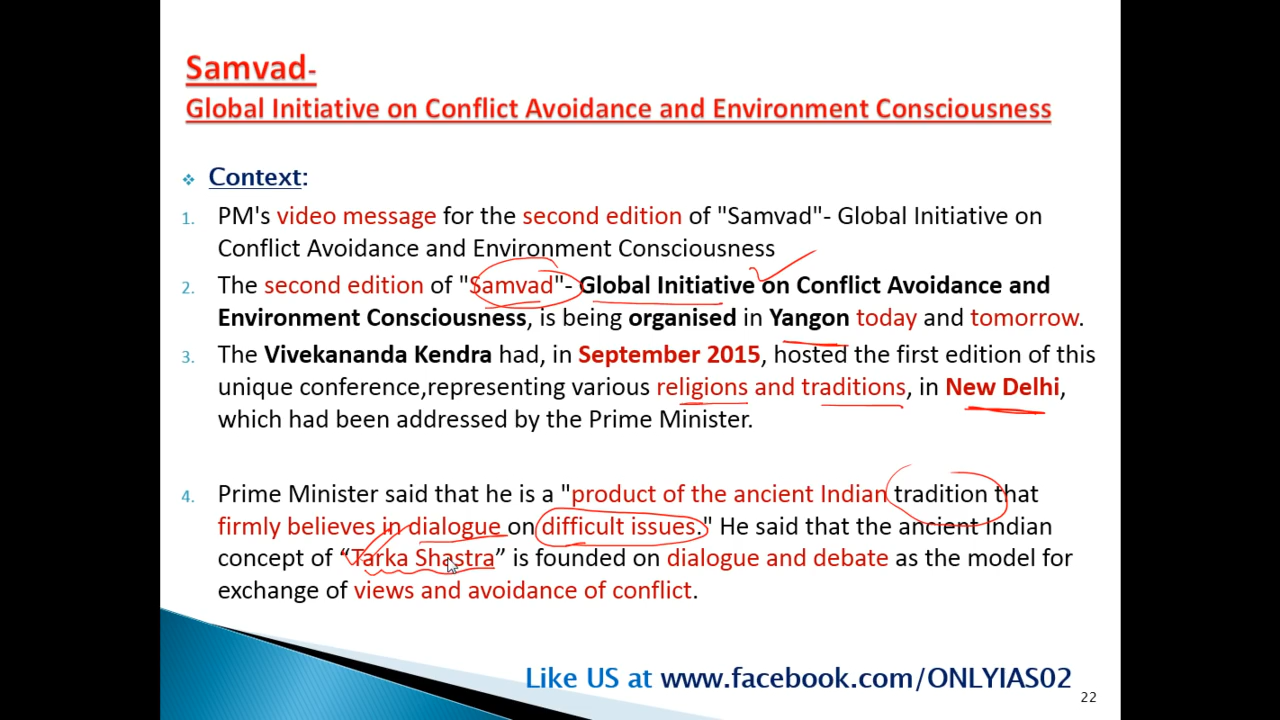 Samvad-
Global Initiative on Conflict Avoidance and Environment Consciousness
Context:
1. PM's video message for the second edition of "Samvad"- Global Initiative on
Conflict Avoidance and Environment Consciousness
2. The second edition of "Samvad"- Global Initiative on Conflict Avoidance and
Environment Consciousness, is being organised in Yangon today and tomorrow.
3. The Vivekananda Kendra had, in September 2015, hosted the first edition of this
unique conference,representing various religions and traditions, in New Delhi,
which had been addressed by the Prime Minister.
4. Prime Minister said that he is a "product of the ancient Indian tradition that
firmly believes in dialogue on difficult issues." He said that the ancient Indian
concept of “Tarka Shastra” is founded on dialogue and debate as the model for
exchange of views and avoidance of conflict.
Like US at www.facebook.com/ONLYIAS02
22